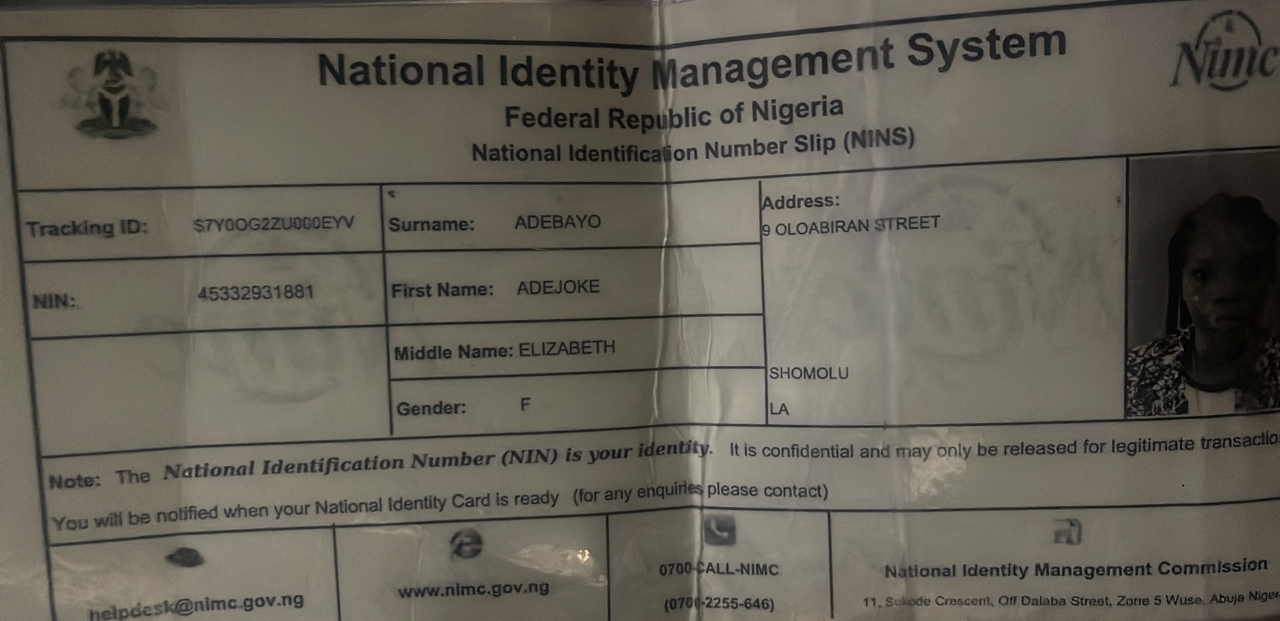 Nimc
National Identity Management System
Federal Republic of Nigeria
National Identification Number Slip (NINS)
Tracking ID: S7Y0OG2ZU000EYV
Surname: ADEBAYO
Address:
9 OLOABIRAN STREET
NIN: 45332931881
First Name: ADEJOKE
Middle Name: ELIZABETH
SHOMOLU
Gender: F
LA
Note: The National Identification Number (NIN) is your identity. It is confidential and may only be released for legitimate transactio
You will be notified when your National Identity Card is ready (for any enquiries please contact)
helpdesk@nimc.gov.ng
www.nimc.gov.ng
0700-CALL-NIMC
(0700-2255-646)
National Identity Management Commission
11, Sokode Crescent, Off Dalaba Street, Zone 5 Wuse, Abuja Niger